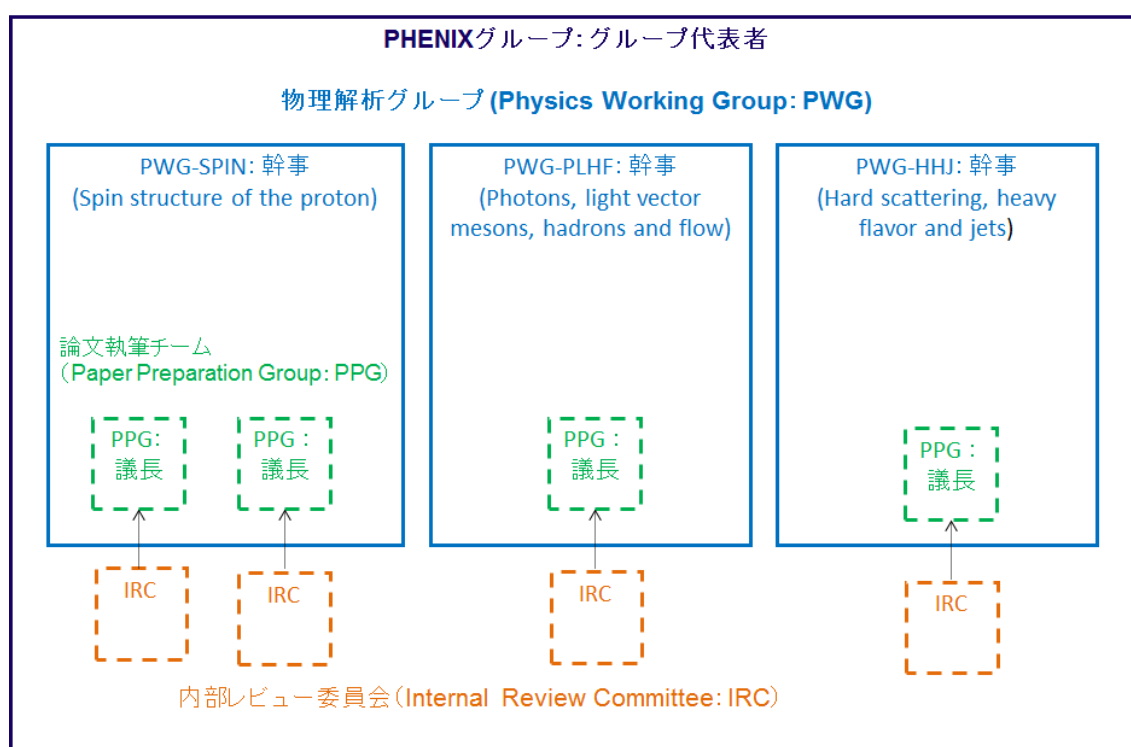 PHENIXグループ：グループ代表者
物理解析グループ(Physics Working Group: PWG)
PWG-SPIN: 幹事
(Spin structure of the proton)
PWG-PLHF: 幹事
(Photons, light vector
mesons, hadrons and flow)
PWG-HHJ: 幹事
(Hard scattering, heavy
flavor and jets)
論文執筆チーム
（Paper Preparation Group: PPG）
PPG:
議長
PPG：
議長
PPG：
議長
PPG：
議長
IRC
IRC
IRC
IRC
内部レビュー委員会（Internal Review Committee: IRC）